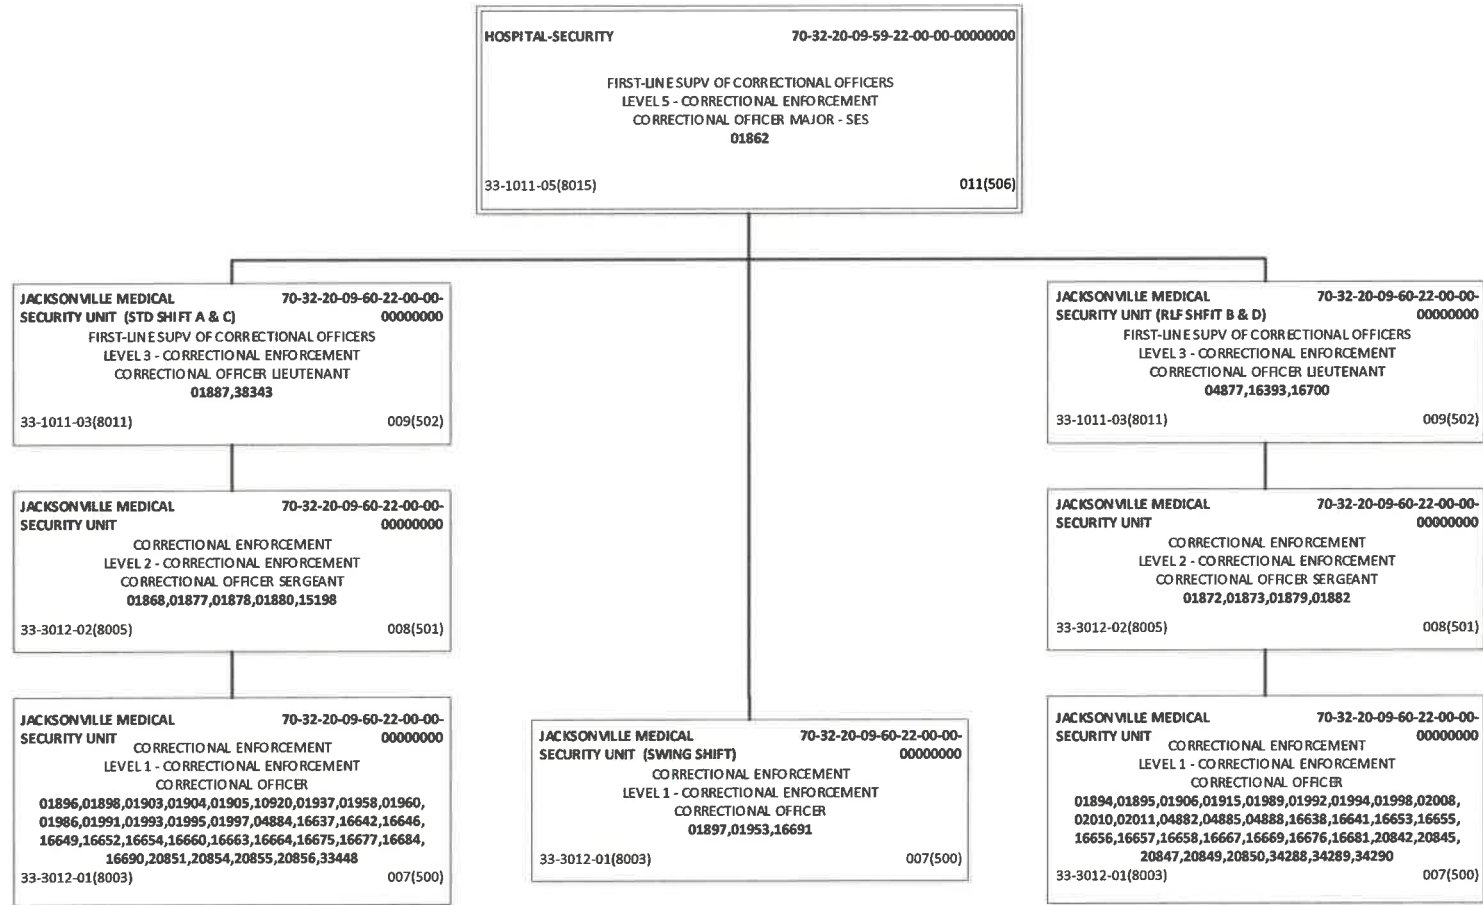 HOSPITAL-SECURITY 70-32-20-09-59-22-00-00-00000000
FIRST-LINE SUPV OF CORRECTIONAL OFFICERS
LEVEL 5 - CORRECTIONAL ENFORCEMENT
CORRECTIONAL OFFICER MAJOR - SES
01862
33-1011-05(8015) 011(506)
JACKSONVILLE MEDICAL 70-32-20-09-60-22-00-00-
SECURITY UNIT (STD SHIFT A & C) 00000000
FIRST-LINE SUPV OF CORRECTIONAL OFFICERS
LEVEL 3 - CORRECTIONAL ENFORCEMENT
CORRECTIONAL OFFICER LIEUTENANT
01887,38343
33-1011-03(8011) 009(502)
JACKSONVILLE MEDICAL 70-32-20-09-60-22-00-00-
SECURITY UNIT (RLF SHFIT B & D) 00000000
FIRST-LINE SUPV OF CORRECTIONAL OFFICERS
LEVEL 3 - CORRECTIONAL ENFORCEMENT
CORRECTIONAL OFFICER LIEUTENANT
04877,16393,16700
33-1011-03(8011) 009(502)
JACKSONVILLE MEDICAL 70-32-20-09-60-22-00-00-
SECURITY UNIT 00000000
CORRECTIONAL ENFORCEMENT
LEVEL 2 - CORRECTIONAL ENFORCEMENT
CORRECTIONAL OFFICER SERGEANT
01868,01877,01878,01880,15198
33-3012-02(8005) 008(501)
JACKSONVILLE MEDICAL 70-32-20-09-60-22-00-00-
SECURITY UNIT 00000000
CORRECTIONAL ENFORCEMENT
LEVEL 2 - CORRECTIONAL ENFORCEMENT
CORRECTIONAL OFFICER SERGEANT
01872,01873,01879,01882
33-3012-02(8005) 008(501)
JACKSONVILLE MEDICAL 70-32-20-09-60-22-00-00-
SECURITY UNIT 00000000
CORRECTIONAL ENFORCEMENT
LEVEL 1 - CORRECTIONAL ENFORCEMENT
CORRECTIONAL OFFICER
01896,01898,01903,01904,01905,10920,01937,01958,01960,
01986,01991,01993,01995,01997,04884,16637,16642,16646,
16649,16652,16654,16660,16663,16664,16675,16677,16684,
16690,20851,20854,20855,20856,33448
33-3012-01(8003) 007(500)
JACKSONVILLE MEDICAL 70-32-20-09-60-22-00-00-
SECURITY UNIT (SWING SHIFT) 00000000
CORRECTIONAL ENFORCEMENT
LEVEL 1 - CORRECTIONAL ENFORCEMENT
CORRECTIONAL OFFICER
01897,01953,16691
33-3012-01(8003) 007(500)
JACKSONVILLE MEDICAL 70-32-20-09-60-22-00-00-
SECURITY UNIT 00000000
CORRECTIONAL ENFORCEMENT
LEVEL 1 - CORRECTIONAL ENFORCEMENT
CORRECTIONAL OFFICER
01894,01895,01906,01915,01989,01992,01994,01998,02008,
02010,02011,04882,04885,04888,16638,16641,16653,16655,
16656,16657,16658,16667,16669,16676,16681,20842,20845,
20847,20849,20850,34288,34289,34290
33-3012-01(8003) 007(500)